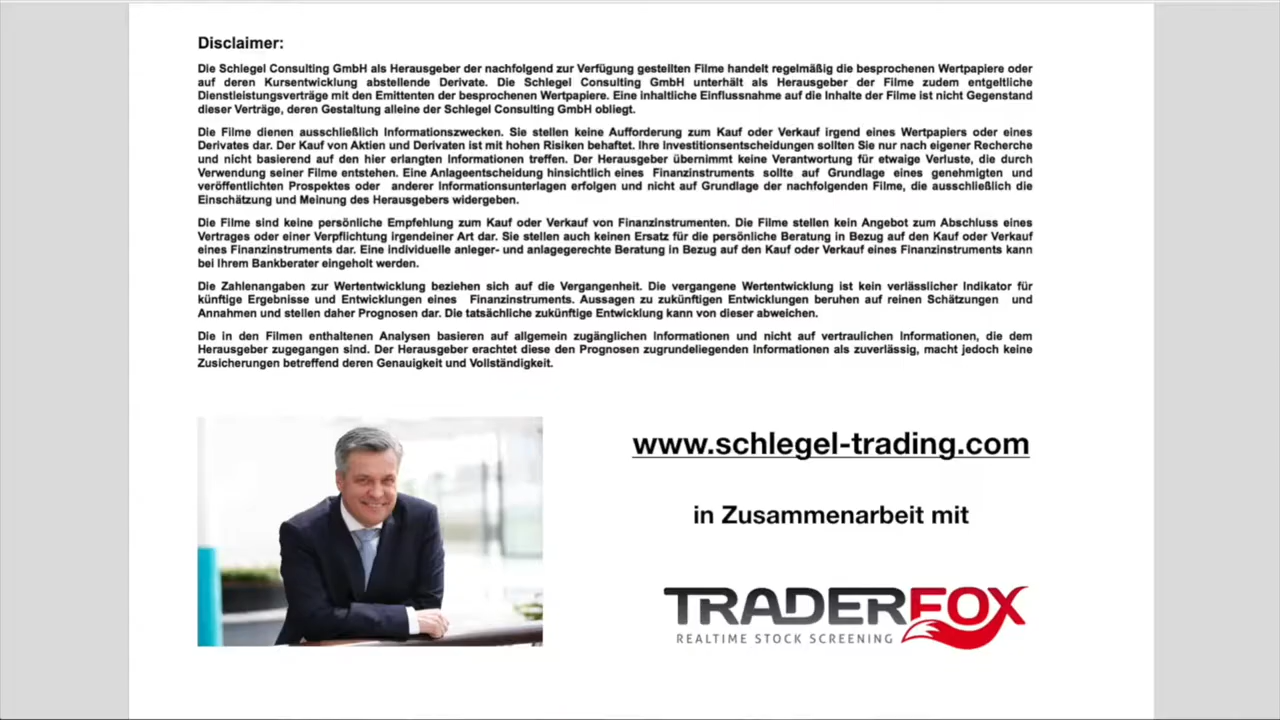 Disclaimer:
Die Schlegel Consulting GmbH als Herausgeber der nachfolgend zur Verfügung gestellten Filme handelt regelmäßig die besprochenen Wertpapiere oder
auf deren Kursentwicklung abstellende Derivate. Die Schlegel Consulting GmbH unterhält als Herausgeber der Filme zudem entgeltliche
Dienstleistungsverträge mit den Emittenten der besprochenen Wertpapiere. Eine inhaltliche Einflussnahme auf die Inhalte der Filme ist nicht Gegenstand
dieser Verträge, deren Gestaltung alleine der Schlegel Consulting GmbH obliegt.
Die Filme dienen ausschließlich Informationszwecken. Sie stellen keine Aufforderung zum Kauf oder Verkauf irgend eines Wertpapiers oder eines
Derivates dar. Der Kauf von Aktien und Derivaten ist mit hohen Risiken behaftet. Ihre Investitionsentscheidungen sollten Sie nur nach eigener Recherche
und nicht basierend auf den hier erlangten Informationen treffen. Der Herausgeber übernimmt keine Verantwortung für etwaige Verluste, die durch
Verwendung seiner Filme entstehen. Eine Anlageentscheidung hinsichtlich eines Finanzinstruments sollte auf Grundlage eines genehmigten und
veröffentlichten Prospektes oder anderer Informationsunterlagen erfolgen und nicht auf Grundlage der nachfolgenden Filme, die ausschließlich die
Einschätzung und Meinung des Herausgebers widergeben.
Die Filme sind keine persönliche Empfehlung zum Kauf oder Verkauf von Finanzinstrumenten. Die Filme stellen kein Angebot zum Abschluss eines
Vertrages oder einer Verpflichtung irgendeiner Art dar. Sie stellen auch keinen Ersatz für die persönliche Beratung in Bezug auf den Kauf oder Verkauf
eines Finanzinstruments dar. Eine individuelle anleger- und anlagegerechte Beratung in Bezug auf den Kauf oder Verkauf eines Finanzinstruments kann
bei Ihrem Bankberater eingeholt werden.
Die Zahlenangaben zur Wertentwicklung beziehen sich auf die Vergangenheit. Die vergangene Wertentwicklung ist kein verlässlicher Indikator für
künftige Ergebnisse und Entwicklungen eines Finanzinstruments. Aussagen zu zukünftigen Entwicklungen beruhen auf reinen Schätzungen und
Annahmen und stellen daher Prognosen dar. Die tatsächliche zukünftige Entwicklung kann von dieser abweichen.
Die in den Filmen enthaltenen Analysen basieren auf allgemein zugänglichen Informationen und nicht auf vertraulichen Informationen, die dem
Herausgeber zugegangen sind. Der Herausgeber erachtet diese den Prognosen zugrundeliegenden Informationen als zuverlässig, macht jedoch keine
Zusicherungen betreffend deren Genauigkeit und Vollständigkeit.
www.schlegel-trading.com
in Zusammenarbeit mit
TRADERFOX
REALTIME STOCK SCREENING